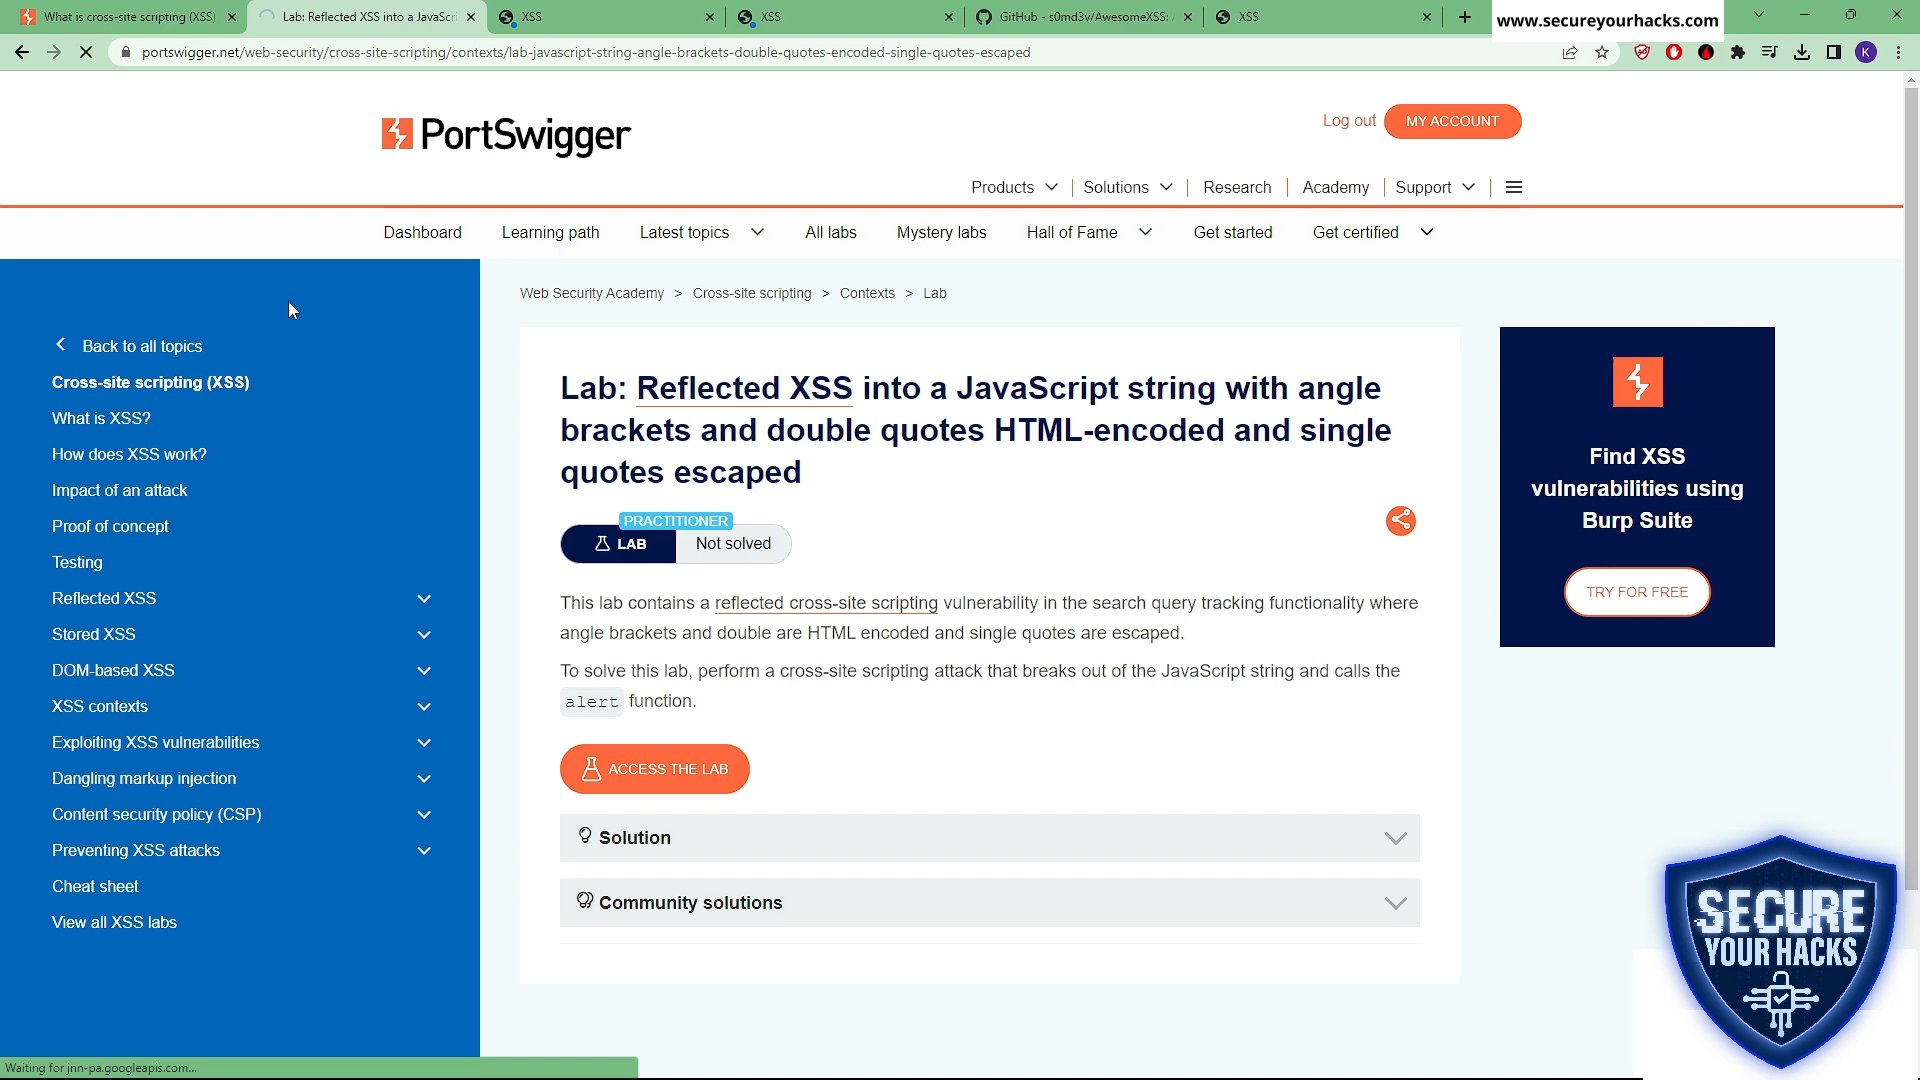 What is cross-site scripting (XSS)
Lab: Reflected XSS into a JavaScri
XSS
XSS
GitHub - s0md3v/AwesomeXSS:
XSS
www.secureyourhacks.com
portswigger.net/web-security/cross-site-scripting/contexts/lab-javascript-string-angle-brackets-double-quotes-encoded-single-quotes-escaped
K
PortSwigger
Log out
MY ACCOUNT
Products
Solutions
Research
Academy
Support
Dashboard
Learning path
Latest topics
All labs
Mystery labs
Hall of Fame
Get started
Get certified
Back to all topics
Cross-site scripting (XSS)
What is XSS?
How does XSS work?
Impact of an attack
Proof of concept
Testing
Reflected XSS
Stored XSS
DOM-based XSS
XSS contexts
Exploiting XSS vulnerabilities
Dangling markup injection
Content security policy (CSP)
Preventing XSS attacks
Cheat sheet
View all XSS labs
Web Security Academy > Cross-site scripting > Contexts > Lab
Lab: Reflected XSS into a JavaScript string with angle
brackets and double quotes HTML-encoded and single
quotes escaped
PRACTITIONER
LAB
Not solved
This lab contains a reflected cross-site scripting vulnerability in the search query tracking functionality where
angle brackets and double are HTML encoded and single quotes are escaped.
To solve this lab, perform a cross-site scripting attack that breaks out of the JavaScript string and calls the
alert function.
ACCESS THE LAB
Solution
Community solutions
Find XSS
vulnerabilities using
Burp Suite
TRY FOR FREE
SECURE
YOUR HACKS
Waiting for jnn-pa.googleapis.com...